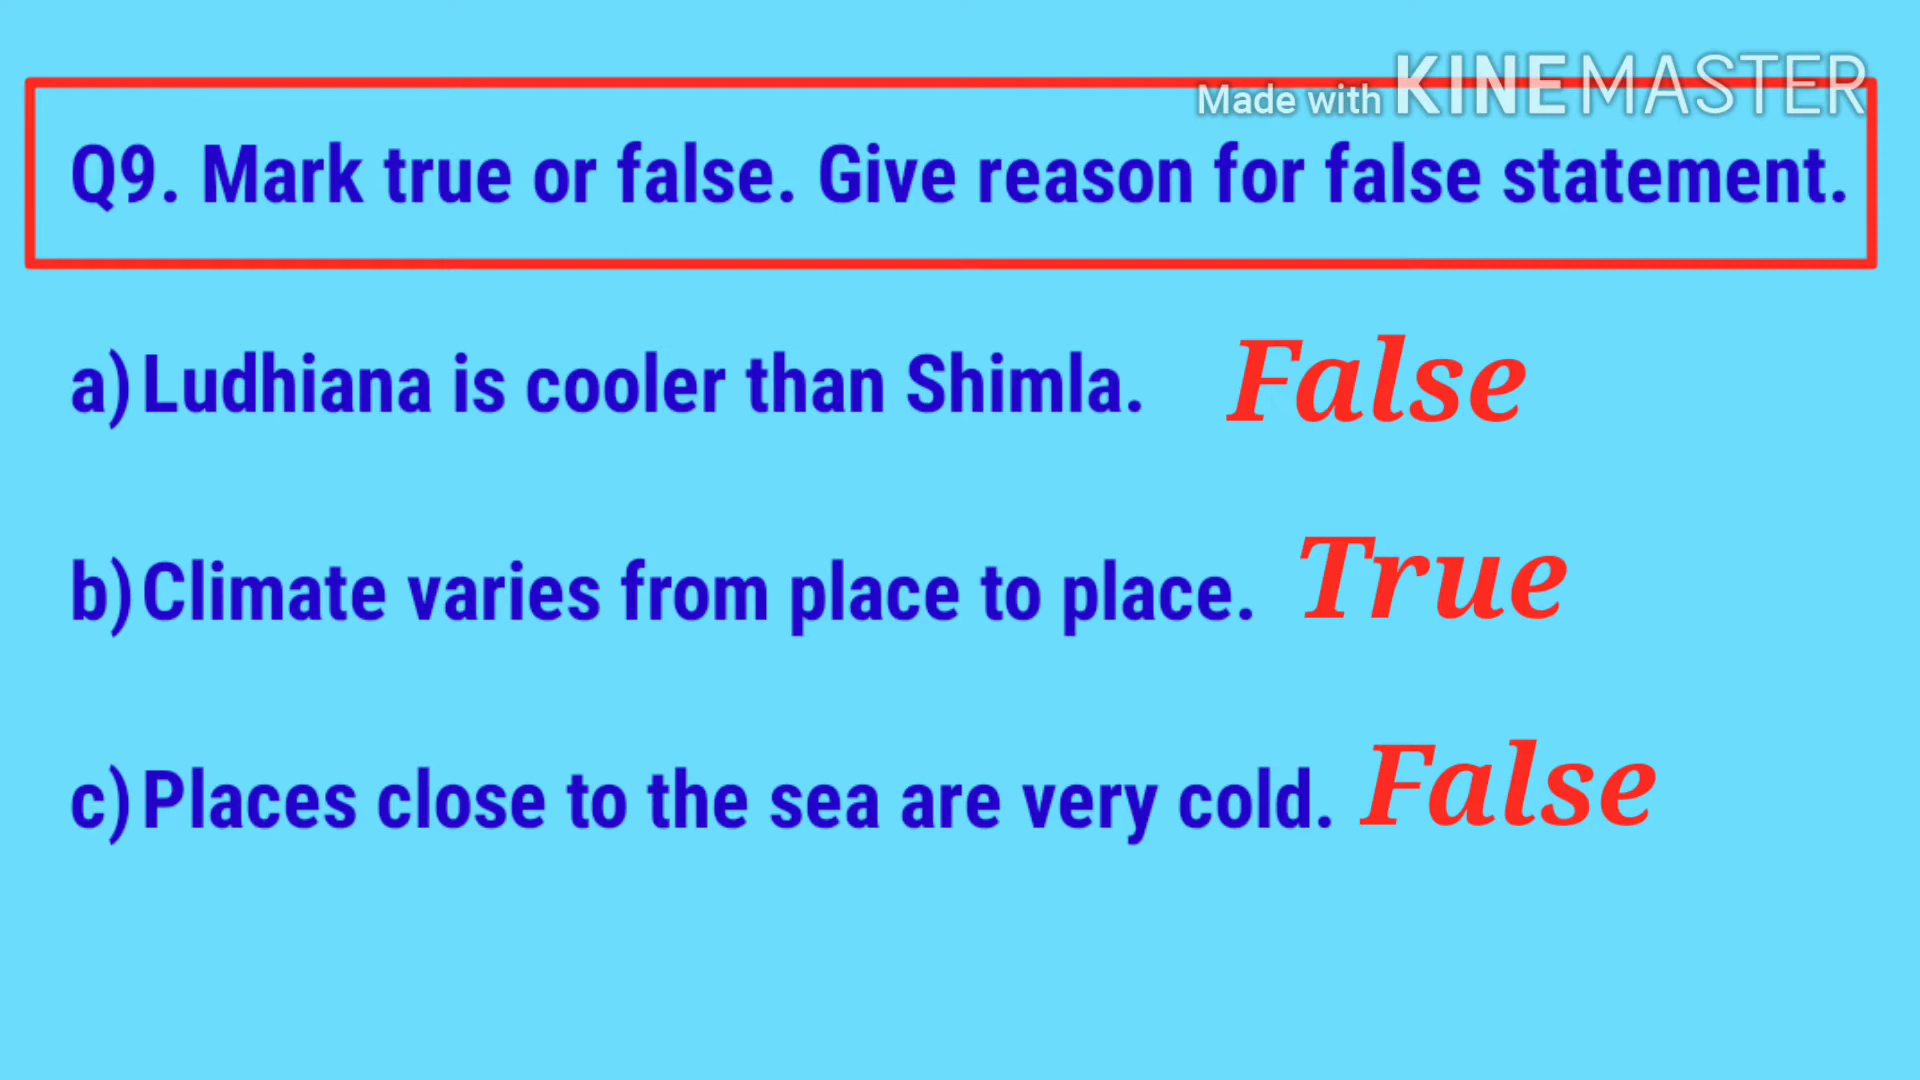 Made with KINEMASTER
Q9. Mark true or false. Give reason for false statement.
a) Ludhiana is cooler than Shimla. False
b) Climate varies from place to place. True
c) Places close to the sea are very cold. False